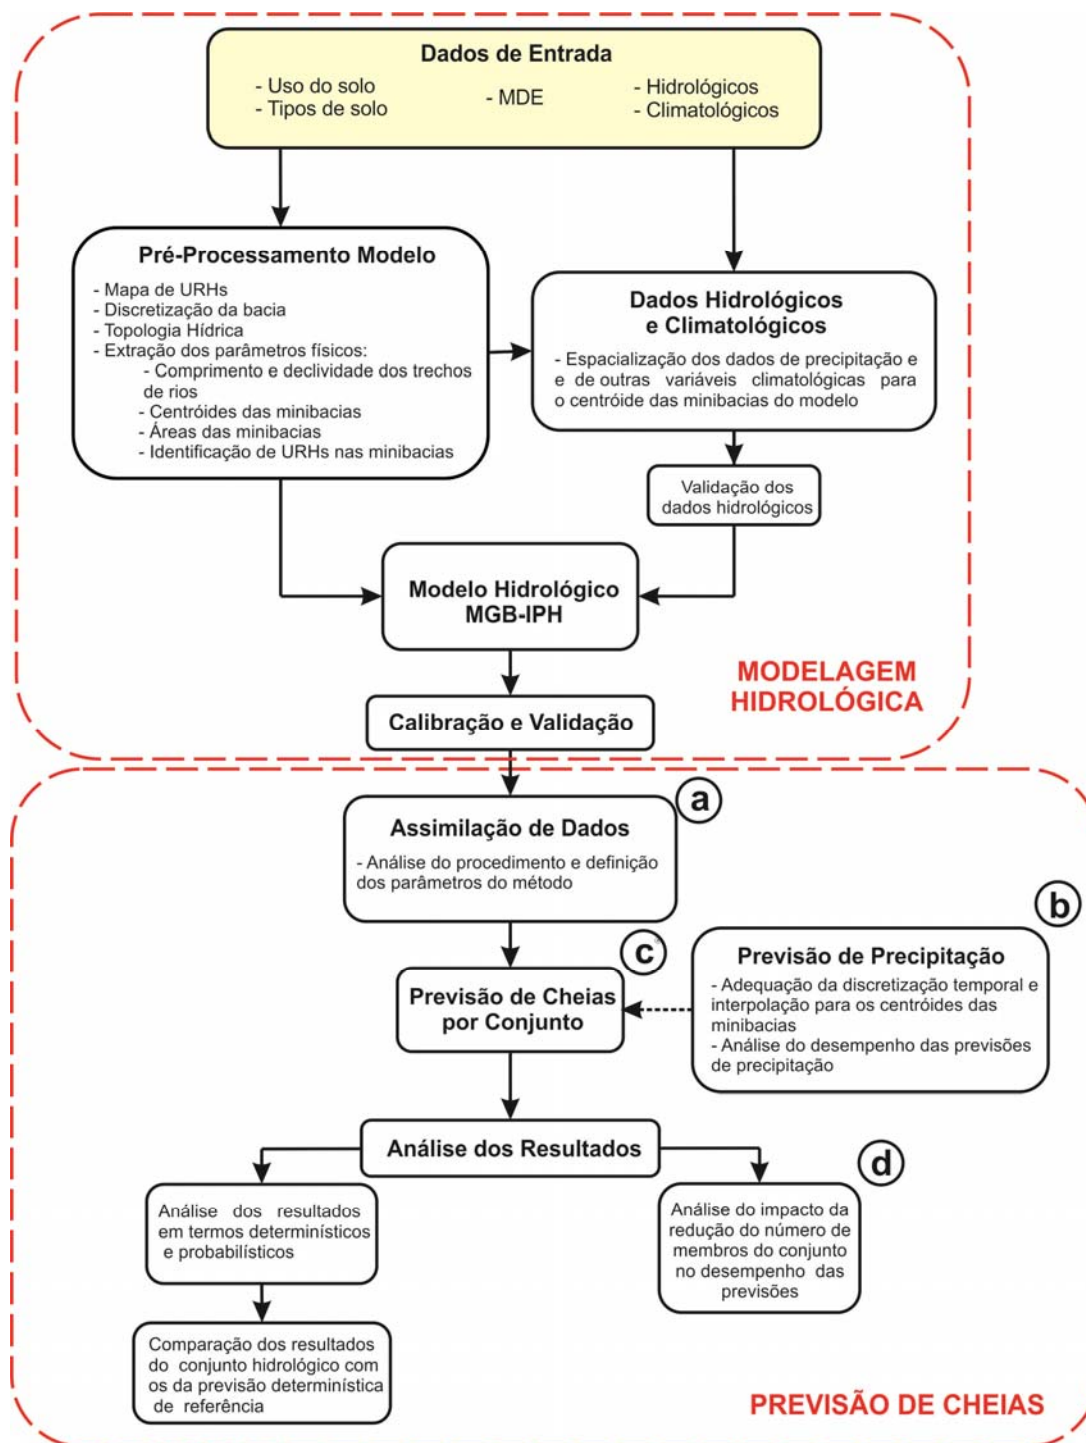 Dados de Entrada
- Uso do solo
- Tipos de solo
- MDE
- Hidrológicos
- Climatológicos
Pré-Processamento Modelo
- Mapa de URHs
- Discretização da bacia
- Topologia Hídrica
- Extração dos parâmetros físicos:
- Comprimento e declividade dos trechos
de rios
- Centróides das minibacias
- Áreas das minibacias
- Identificação de URHs nas minibacias
Dados Hidrológicos
e Climatológicos
- Espacialização dos dados de precipitação e
e de outras variáveis climatológicas para
o centróide das minibacias do modelo
Validação dos
dados hidrológicos
Modelo Hidrológico
MGB-IPH
MODELAGEM
HIDROLÓGICA
Calibração e Validação
a
Assimilação de Dados
- Análise do procedimento e definição
dos parâmetros do método
b
Previsão de Precipitação
- Adequação da discretização temporal e
interpolação para os centróides das
minibacias
- Análise do desempenho das previsões
de precipitação
c
Previsão de Cheias
por Conjunto
Análise dos Resultados
d
Análise dos resultados
em termos determinísticos
e probabilísticos
Análise do impacto da
redução do número de
membros do conjunto
no desempenho das
previsões
Comparação dos resultados
do conjunto hidrológico com
os da previsão determinística
de referência
PREVISÃO DE CHEIAS